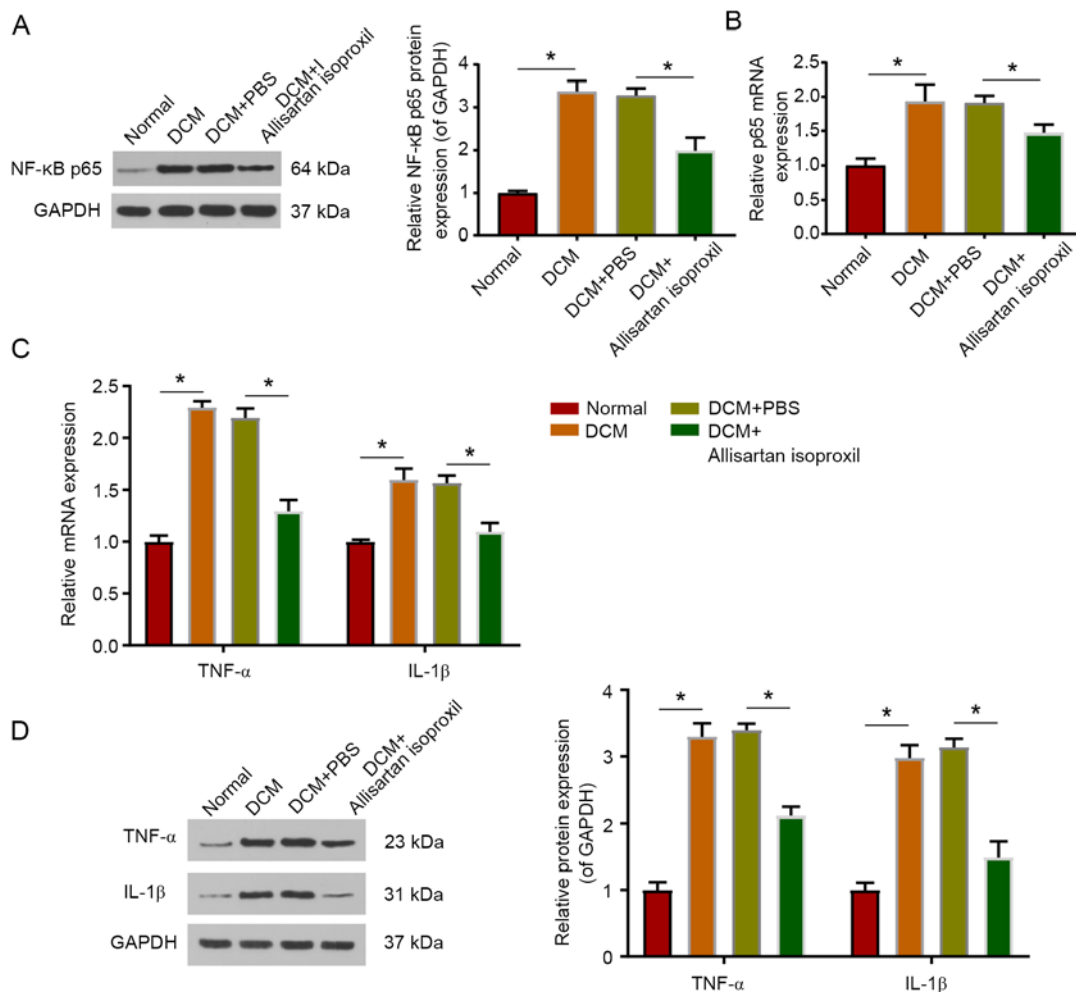 A
Normal
DCM
DCM+PBS
DCM+I
Allisartan isoproxil
NF-κB p65
64 kDa
GAPDH
37 kDa
Relative NF-κB p65 protein
expression (of GAPDH)
4
3
2
1
0
*
*
Normal
DCM
DCM+PBS
DCM+
Allisartan isoproxil
B
Relative p65 mRNA
expression
2.5
2.0
1.5
1.0
0.5
0.0
*
*
Normal
DCM
DCM+PBS
DCM+
Allisartan isoproxil
C
Relative mRNA expression
2.5
2.0
1.5
1.0
0.5
0.0
*
*
*
*
TNF-α
IL-1β
Normal
DCM
DCM+PBS
DCM+
Allisartan isoproxil
D
Normal
DCM
DCM+PBS
DCM+
Allisartan isoproxil
TNF-α
23 kDa
IL-1β
31 kDa
GAPDH
37 kDa
Relative protein expression
(of GAPDH)
4
3
2
1
0
*
*
*
*
TNF-α
IL-1β